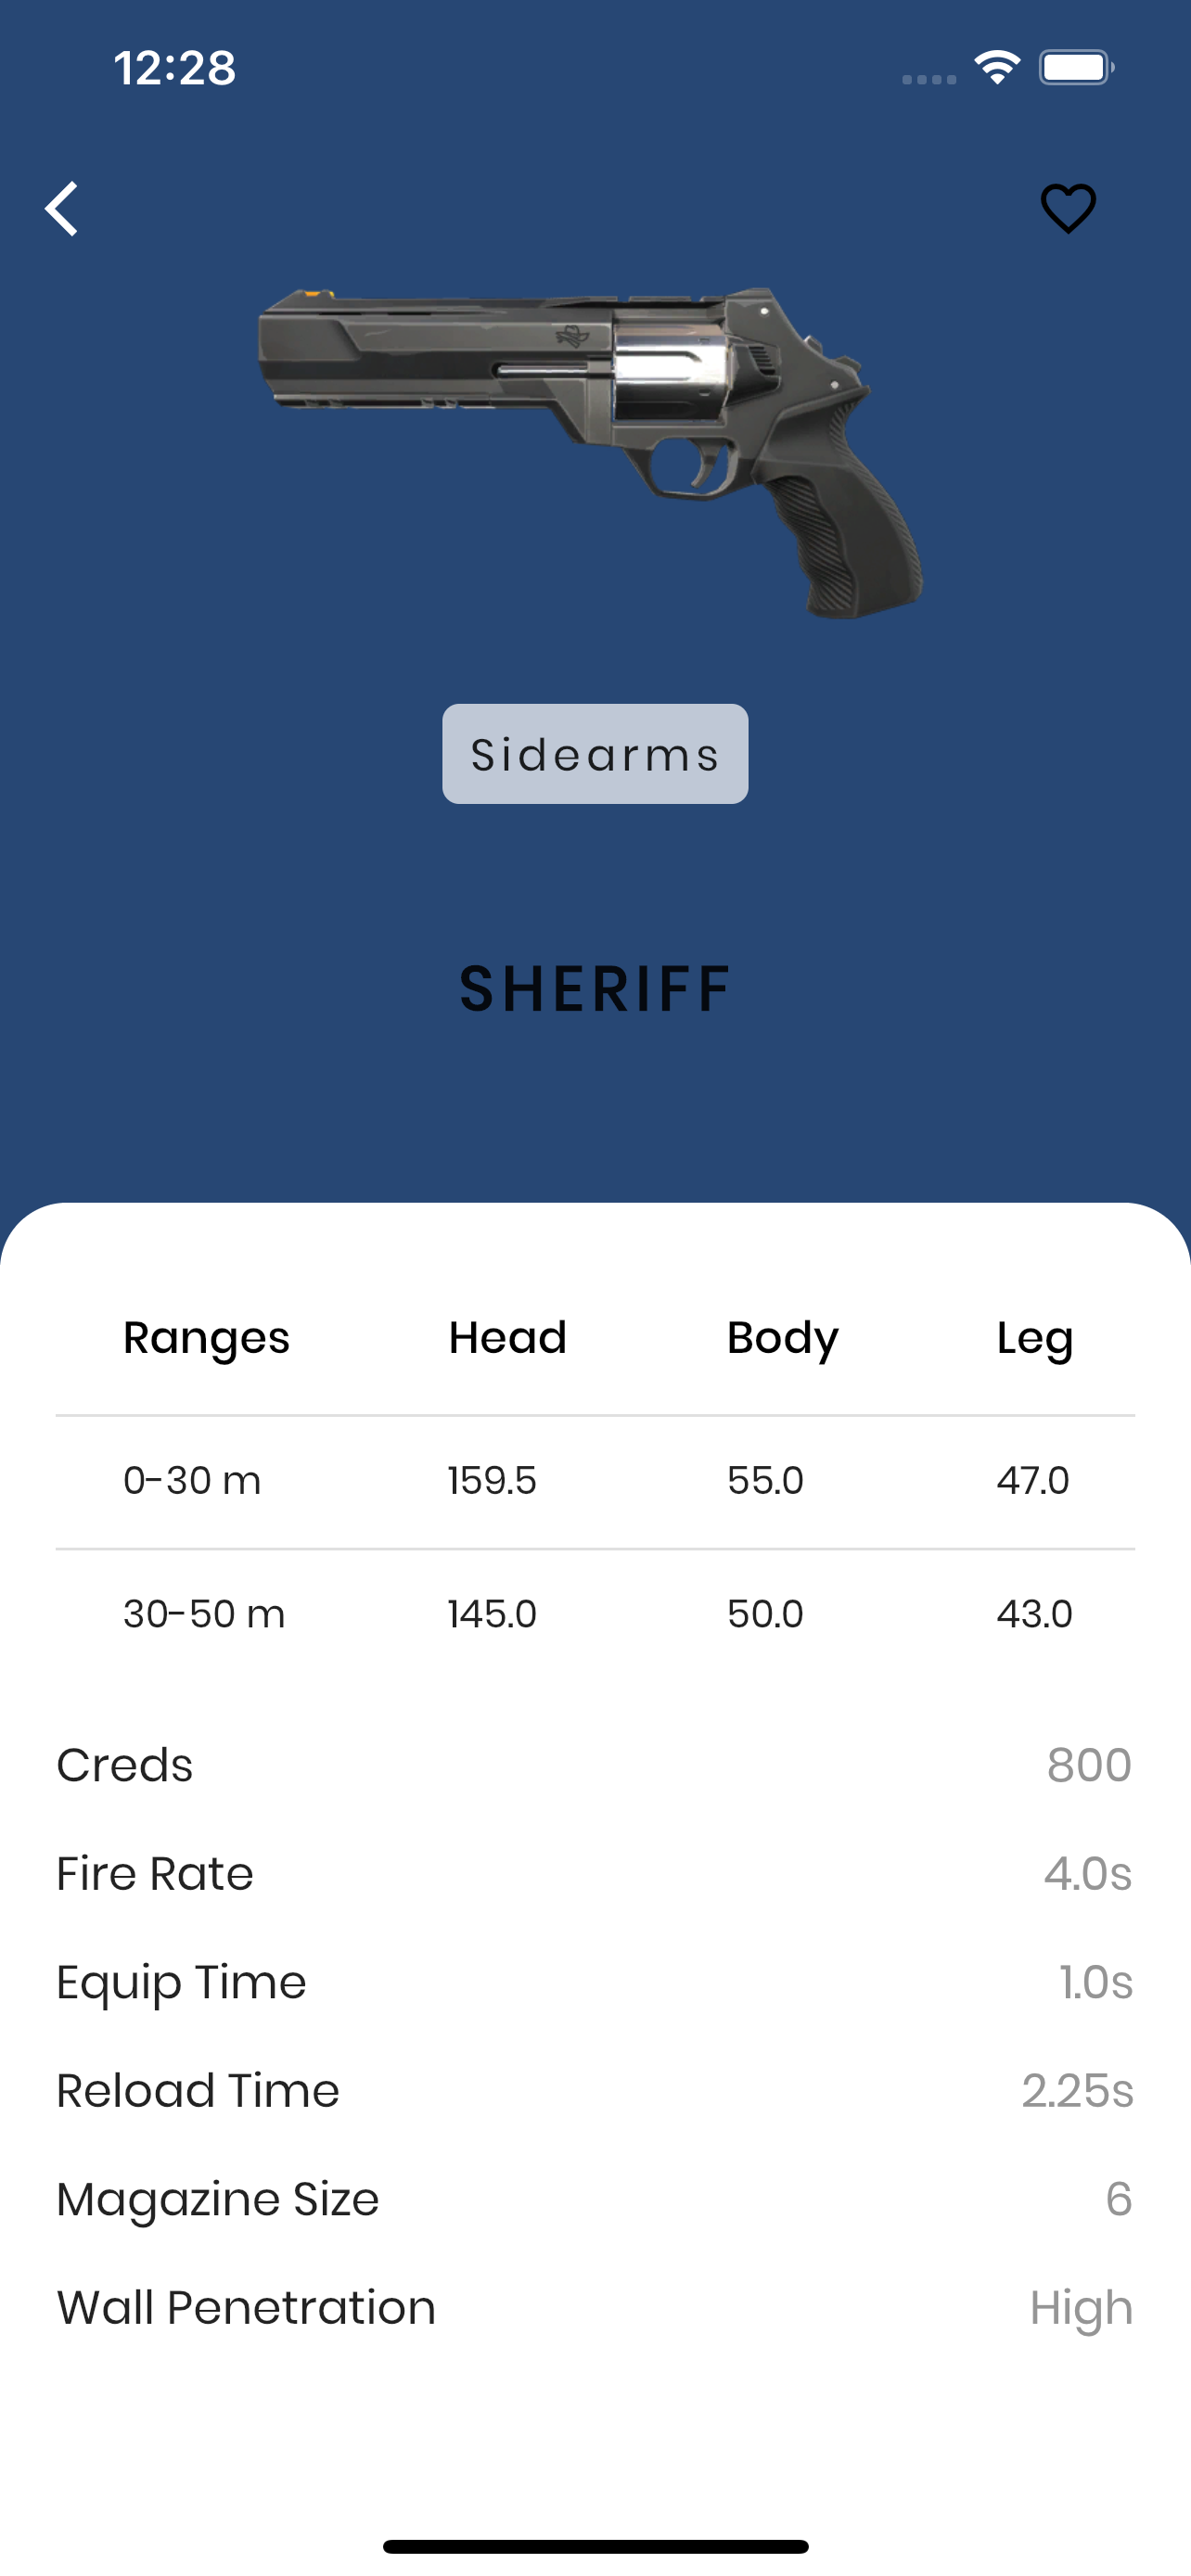 12:28
Sidearms
SHERIFF
Ranges Head Body Leg
0-30 m 159.5 55.0 47.0
30-50 m 145.0 50.0 43.0
Creds 800
Fire Rate 4.0s
Equip Time 1.0s
Reload Time 2.25s
Magazine Size 6
Wall Penetration High